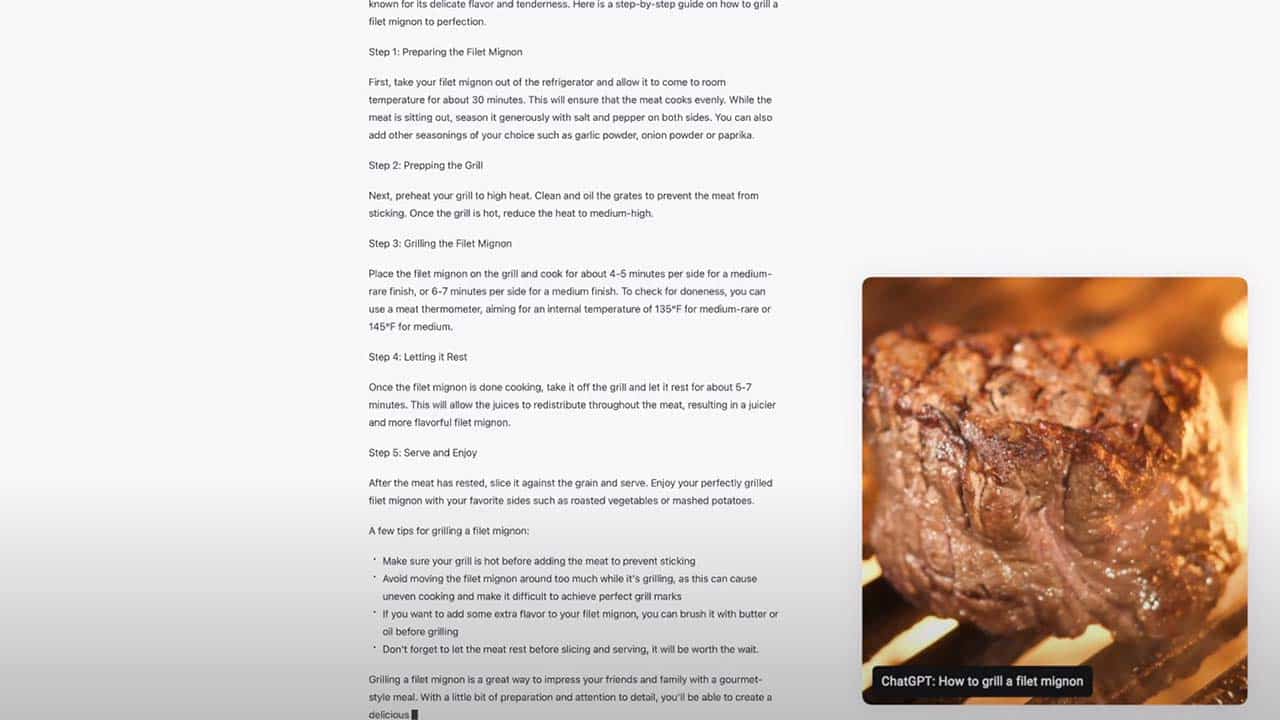 known for its delicate flavor and tenderness. Here is a step-by-step guide on how to grill a
filet mignon to perfection.
Step 1: Preparing the Filet Mignon
First, take your filet mignon out of the refrigerator and allow it to come to room
temperature for about 30 minutes. This will ensure that the meat cooks evenly. While the
meat is sitting out, season it generously with salt and pepper on both sides. You can also
add other seasonings of your choice such as garlic powder, onion powder or paprika.
Step 2: Prepping the Grill
Next, preheat your grill to high heat. Clean and oil the grates to prevent the meat from
sticking. Once the grill is hot, reduce the heat to medium-high.
Step 3: Grilling the Filet Mignon
Place the filet mignon on the grill and cook for about 4-5 minutes per side for a medium-
rare finish, or 6-7 minutes per side for a medium finish. To check for doneness, you can
use a meat thermometer, aiming for an internal temperature of 135°F for medium-rare or
145°F for medium.
Step 4: Letting it Rest
Once the filet mignon is done cooking, take it off the grill and let it rest for about 5-7
minutes. This will allow the juices to redistribute throughout the meat, resulting in a juicier
and more flavorful filet mignon.
Step 5: Serve and Enjoy
After the meat has rested, slice it against the grain and serve. Enjoy your perfectly grilled
filet mignon with your favorite sides such as roasted vegetables or mashed potatoes.
A few tips for grilling a filet mignon:
· Make sure your grill is hot before adding the meat to prevent sticking
· Avoid moving the filet mignon around too much while it's grilling, as this can cause
uneven cooking and make it difficult to achieve perfect grill marks
· If you want to add some extra flavor to your filet mignon, you can brush it with butter or
oil before grilling
· Don't forget to let the meat rest before slicing and serving, it will be worth the wait.
Grilling a filet mignon is a great way to impress your friends and family with a gourmet-
style meal. With a little bit of preparation and attention to detail, you'll be able to create a
delicious
ChatGPT: How to grill a filet mignon